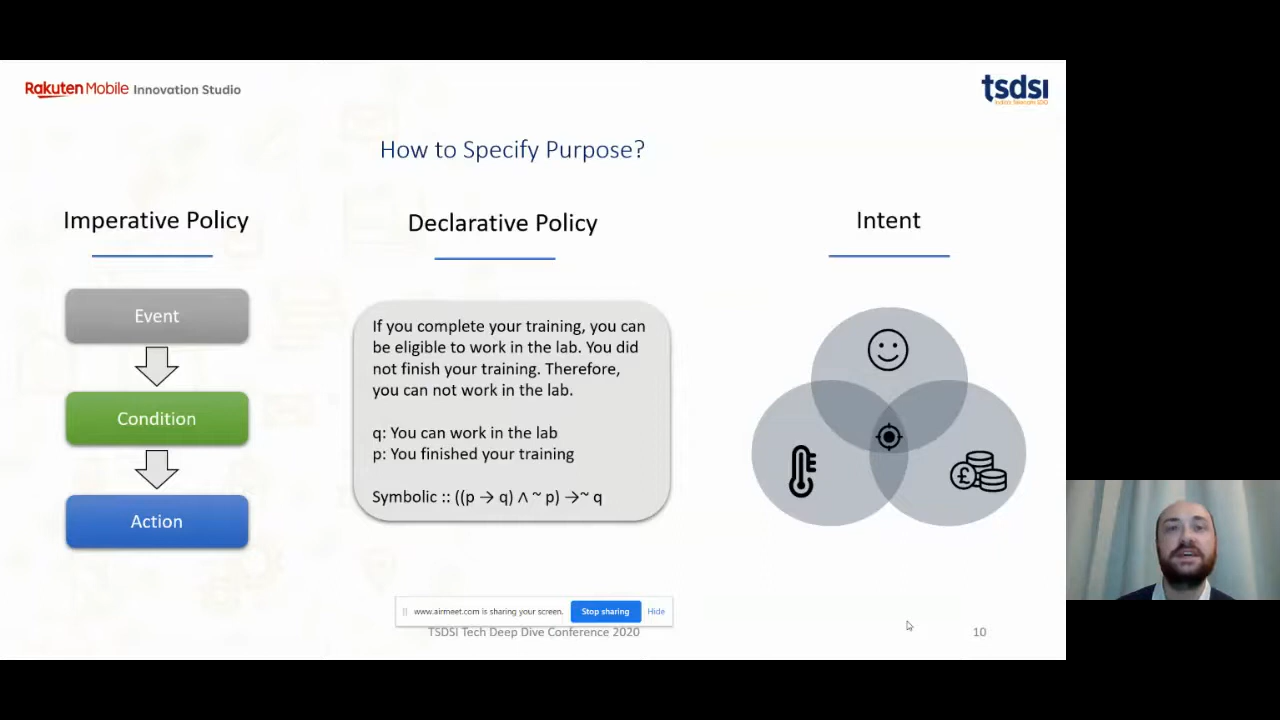 Rakuten Mobile Innovation Studio
tsdsi
India's Telecom SDO
How to Specify Purpose?
Imperative Policy
Event
Condition
Action
Declarative Policy
If you complete your training, you can
be eligible to work in the lab. You did
not finish your training. Therefore,
you can not work in the lab.
q: You can work in the lab
p: You finished your training
Symbolic :: ((p → q) ∧ ~ p) →~ q
Intent
£
www.airmeet.com is sharing your screen.
Stop sharing
Hide
TSDSI Tech Deep Dive Conference 2020
10